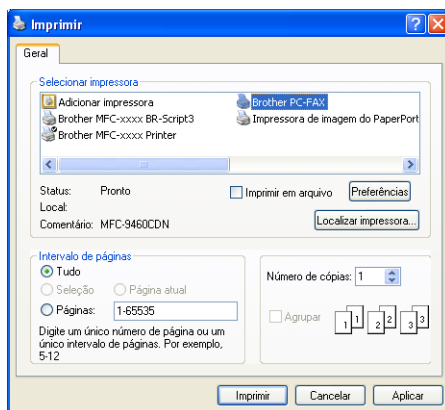 Imprimir
Geral
Selecionar impressora
Adicionar impressora
Brother PC-FAX
Brother MFC-xxxx BR-Script3
Impressora de imagem do PaperPort
Brother MFC-xxxx Printer
Status: Pronto
Imprimir em arquivo
Preferências
Local:
Comentário: MFC-9460CDN
Localizar impressora...
Intervalo de páginas
Tudo
Seleção
Página atual
Páginas: 1-65535
Digite um único número de página ou um
único intervalo de páginas. Por exemplo,
5-12
Número de cópias: 1
Agrupar
1 1 2 2 3 3
Imprimir
Cancelar
Aplicar